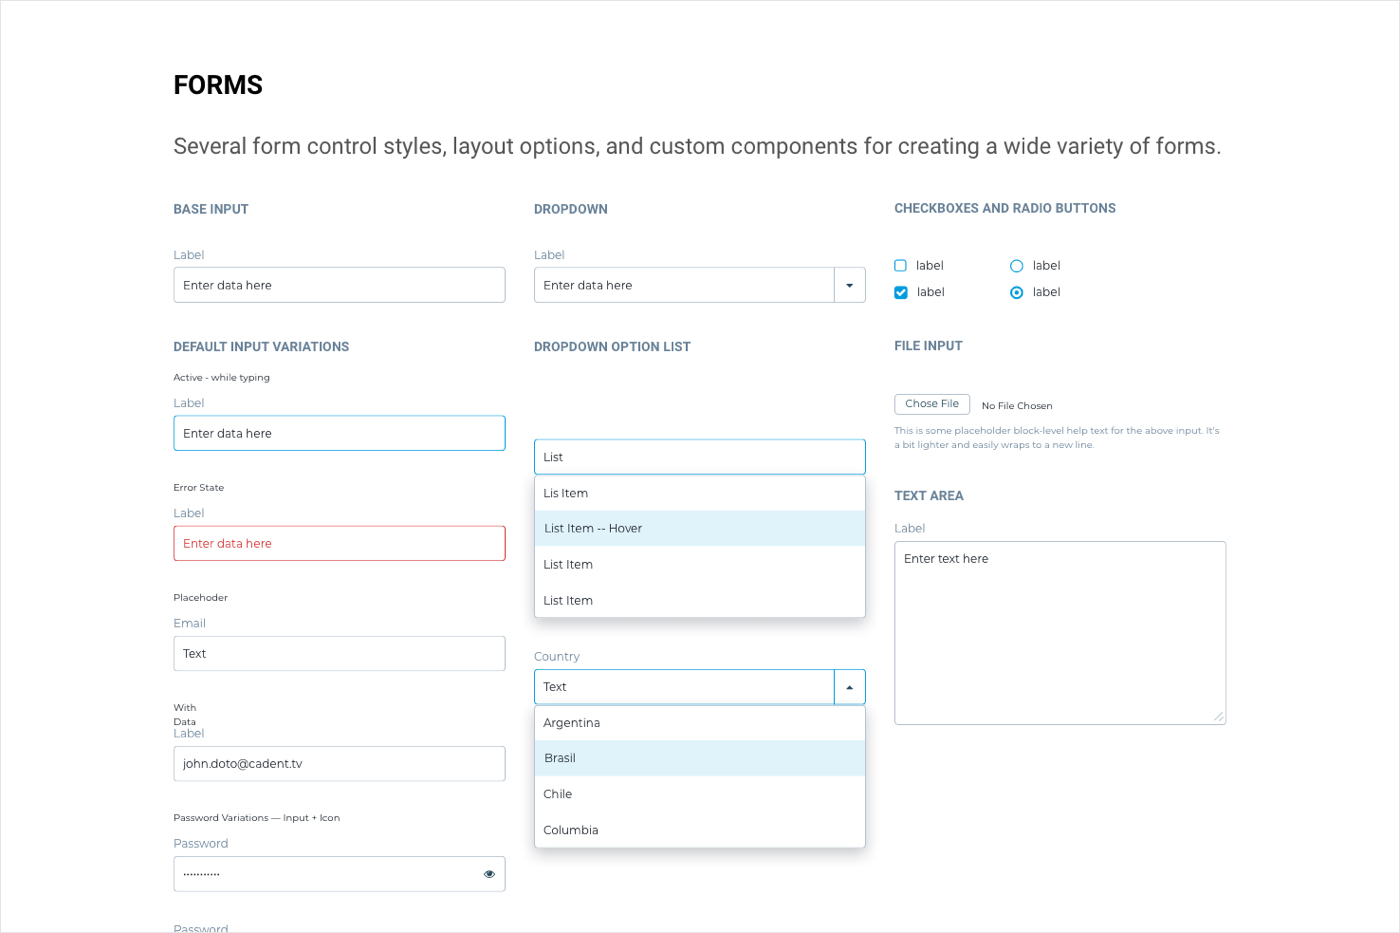 FORMS
Several form control styles, layout options, and custom components for creating a wide variety of forms.
BASE INPUT
Label
Enter data here
DEFAULT INPUT VARIATIONS
Active - while typing
Label
Enter data here
Error State
Label
Enter data here
Placehoder
Email
Text
With
Data
Label
john.doto@cadent.tv
Password Variations — Input + Icon
Password
•••••••••••
Password
DROPDOWN
Label
Enter data here
DROPDOWN OPTION LIST
List
Lis Item
List Item -- Hover
List Item
List Item
Country
Text
Argentina
Brasil
Chile
Columbia
CHECKBOXES AND RADIO BUTTONS
label
label
label
label
FILE INPUT
Chose File
No File Chosen
This is some placeholder block-level help text for the above input. It's
a bit lighter and easily wraps to a new line.
TEXT AREA
Label
Enter text here